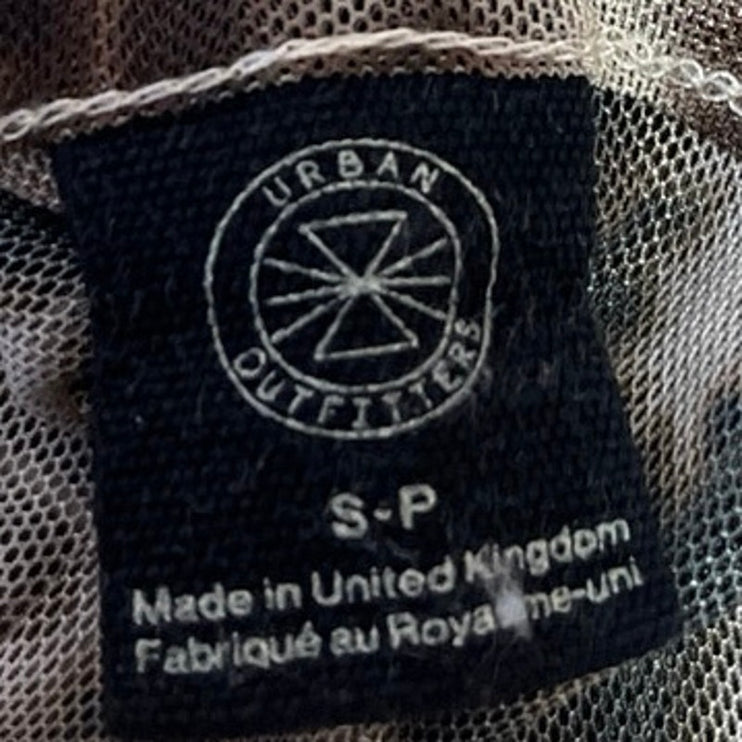 URBAN
OUTFITTERS
S-P
Made in United Kingdom
Fabriqué au Royaume-uni